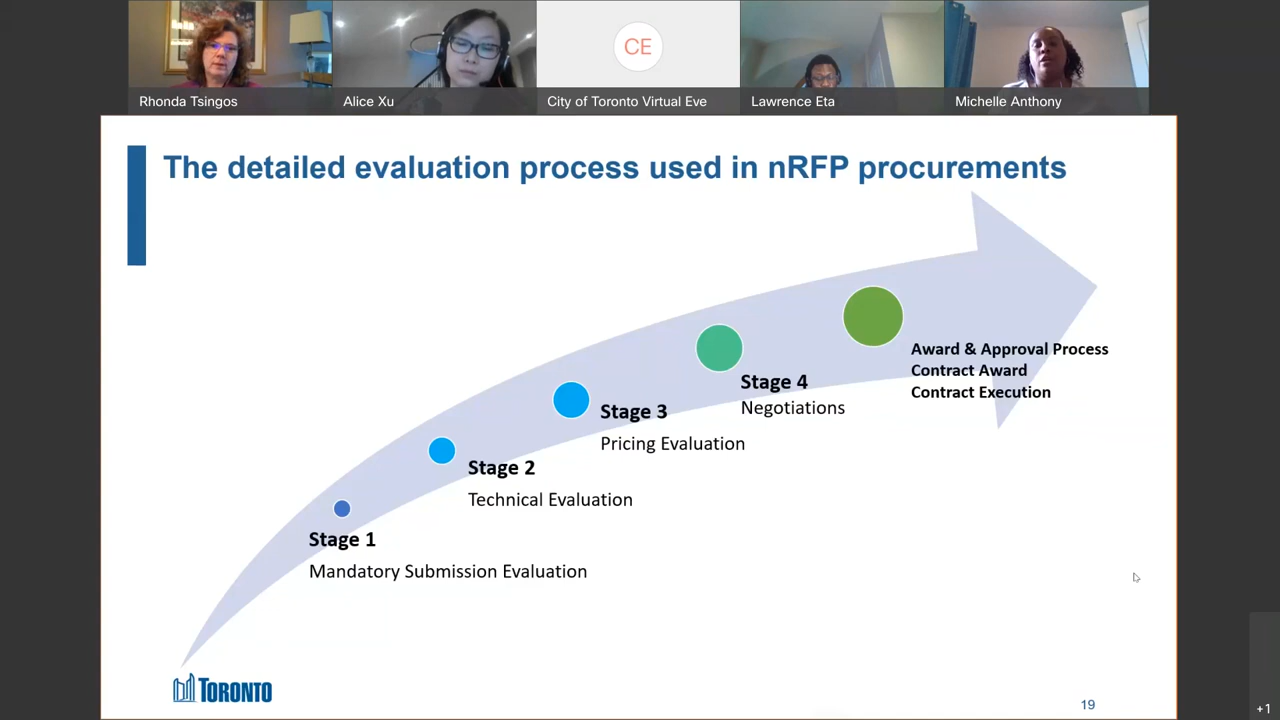 Rhonda Tsingos
Alice Xu
CE
City of Toronto Virtual Eve
Lawrence Eta
Michelle Anthony
The detailed evaluation process used in nRFP procurements
Stage 1
Mandatory Submission Evaluation
Stage 2
Technical Evaluation
Stage 3
Pricing Evaluation
Stage 4
Negotiations
Award & Approval Process
Contract Award
Contract Execution
TORONTO
19
+1